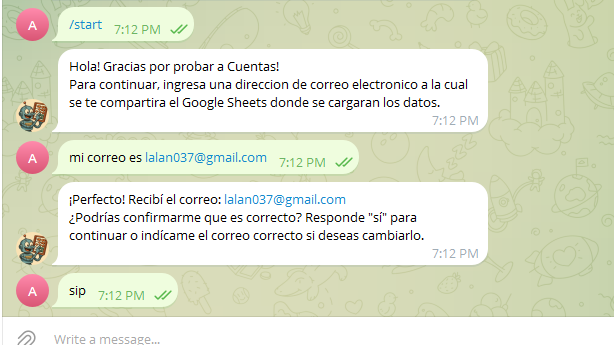 A
/start 7:12 PM
Hola! Gracias por probar a Cuentas!
Para continuar, ingresa una direccion de correo electronico a la cual
se te compartira el Google Sheets donde se cargaran los datos.
7:12 PM
A
mi correo es lalan037@gmail.com 7:12 PM
¡Perfecto! Recibí el correo: lalan037@gmail.com
¿Podrías confirmarme que es correcto? Responde "sí" para
continuar o indícame el correo correcto si deseas cambiarlo.
7:12 PM
A
sip 7:12 PM
Write a message...